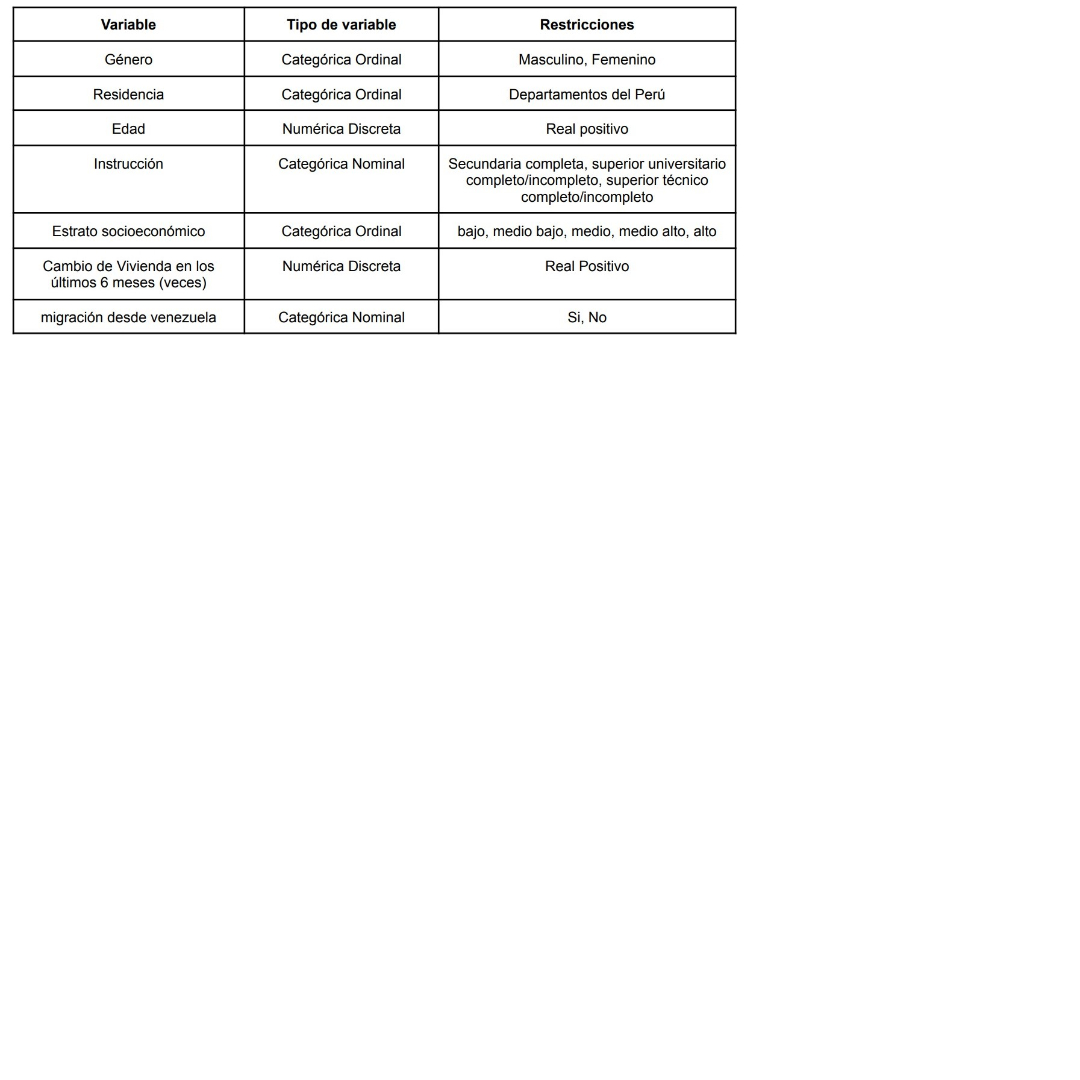 Variable Tipo de variable Restricciones
Género Categórica Ordinal Masculino, Femenino
Residencia Categórica Ordinal Departamentos del Perú
Edad Numérica Discreta Real positivo
Instrucción Categórica Nominal Secundaria completa, superior universitario
completo/incompleto, superior técnico
completo/incompleto
Estrato socioeconómico Categórica Ordinal bajo, medio bajo, medio, medio alto, alto
Cambio de Vivienda en los Numérica Discreta Real Positivo
últimos 6 meses (veces)
migración desde venezuela Categórica Nominal Si, No